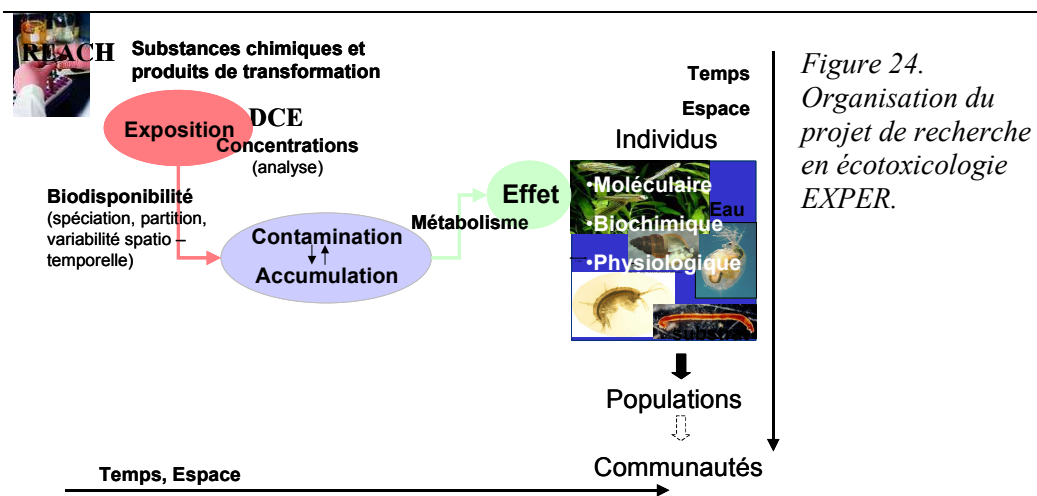 REACH
Substances chimiques et
produits de transformation
Exposition
DCE
Concentrations
(analyse)
Biodisponibilité
(spéciation, partition,
variabilité spatio –
temporelle)
Contamination
Accumulation
Métabolisme
Effet
Temps
Espace
Individus
•Moléculaire
Eau
•Biochimique
•Physiologique
Populations
Communautés
Temps, Espace
Figure 24.
Organisation du
projet de recherche
en écotoxicologie
EXPER.